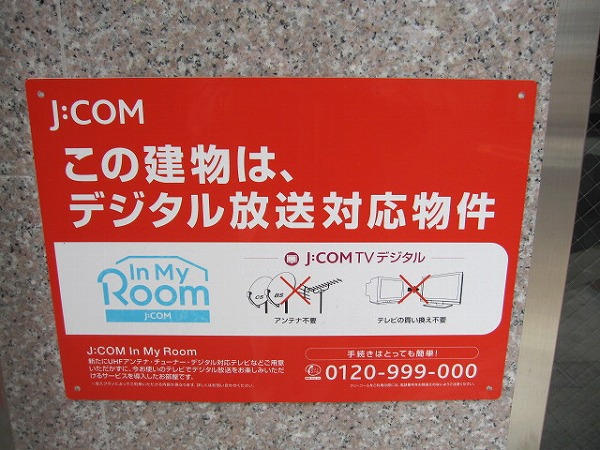 J:COM
この建物は、
デジタル放送対応物件
In My
Room
J:COM
J:COM TV デジタル
CS BS
アンテナ不要
テレビの買い換え不要
J:COM In My Room
新たにUHFアンテナ・チューナー・デジタル対応テレビなどご用意
いただかずに、今お使いのテレビでデジタル放送をお楽しみいただ
けるサービスを導入したお部屋です。
手続きはとっても簡単!
0120-999-000